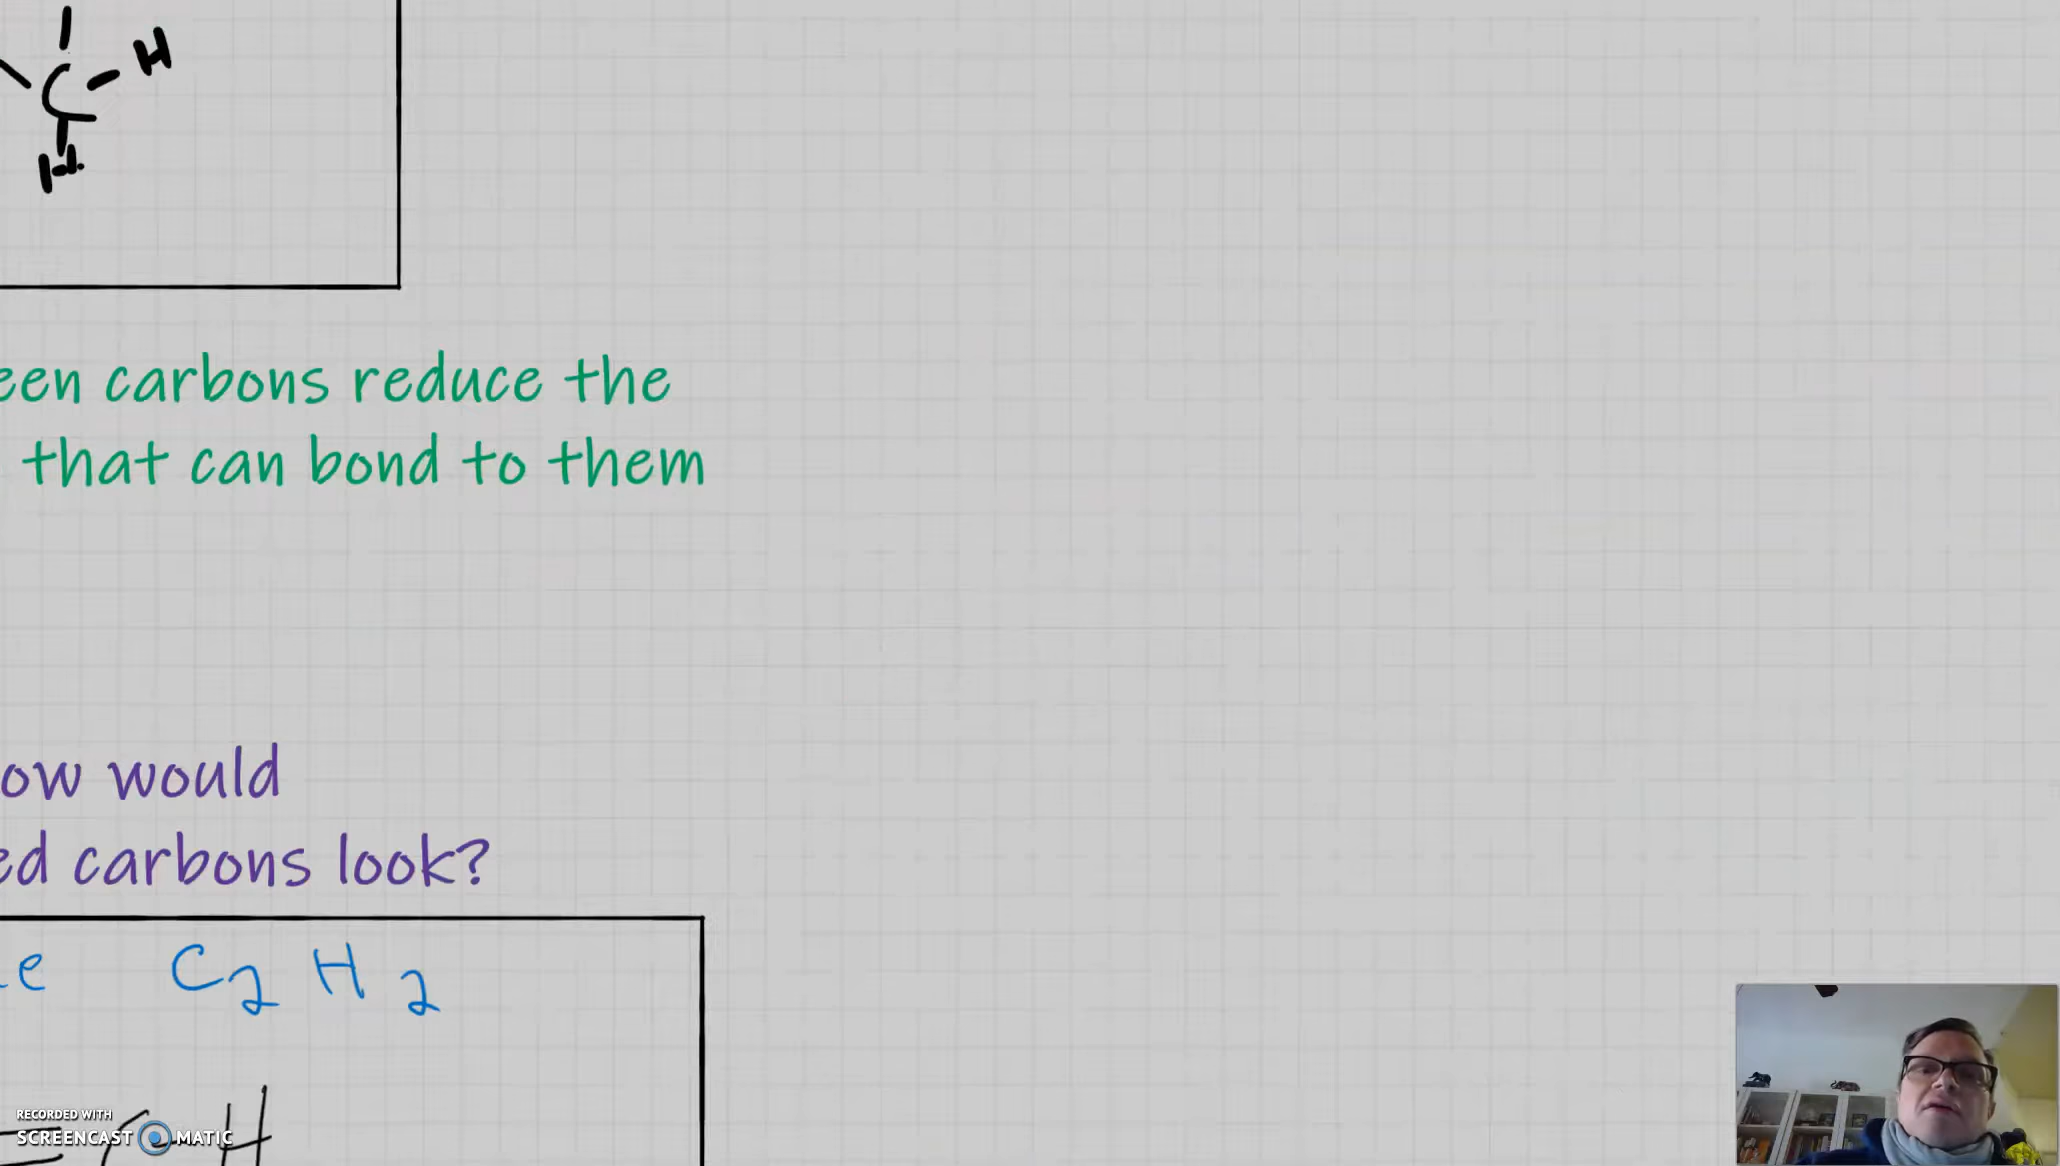 H
C
H
een carbons reduce the
that can bond to them
ow would
ed carbons look?
e C2 H2
≡ C H
RECORDED WITH
SCREENCAST MATIC